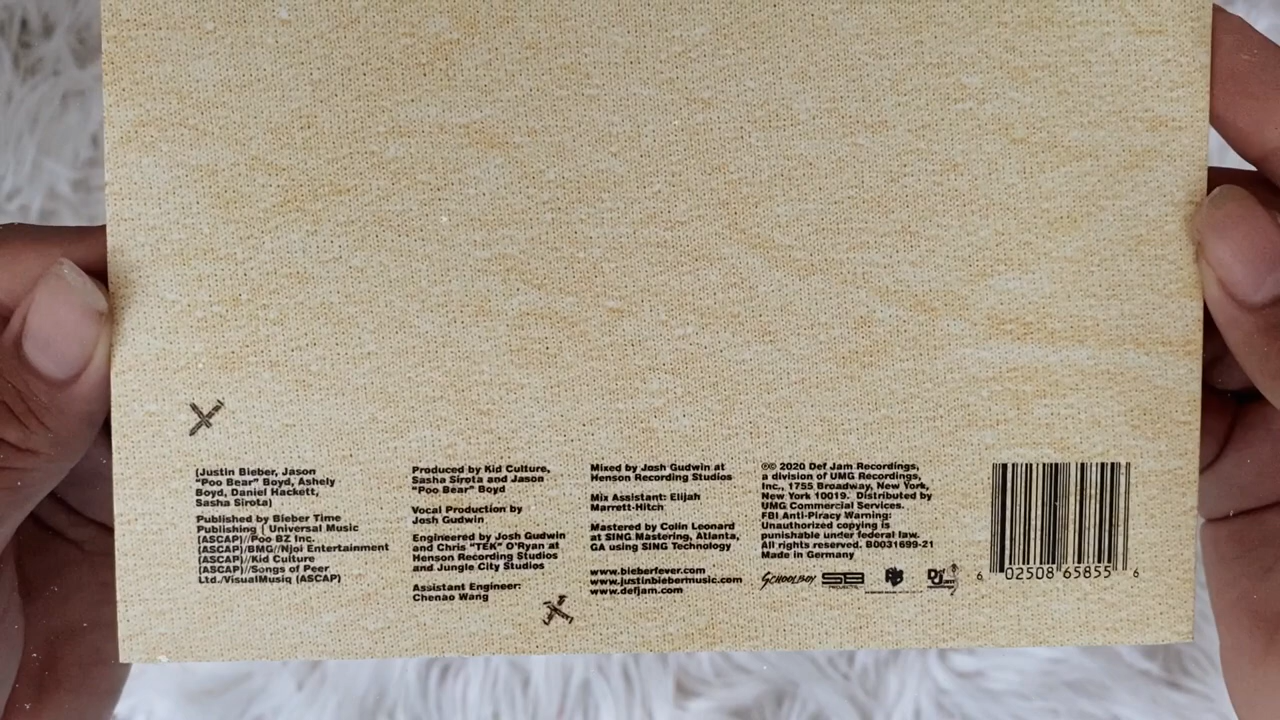 (Justin Bieber, Jason
"Poo Bear" Boyd, Ashely
Boyd, Daniel Hackett,
Sasha Sirota)
Published by Bieber Time
Publishing ( Universal Music
(ASCAP)//Poo BZ Inc.
(ASCAP)/BMG//Njoi Entertainment
(ASCAP)//Kid Culture
(ASCAP)//Songs of Peer
Ltd./VisualMusiq (ASCAP)
Produced by Kid Culture,
Sasha Sirota and Jason
"Poo Bear" Boyd
Vocal Production by
Josh Gudwin
Engineered by Josh Gudwin
and Chris "TEK" O'Ryan at
Henson Recording Studios
and Jungle City Studios
Assistant Engineer:
Chenao Wang
Mixed by Josh Gudwin at
Henson Recording Studios
Mix Assistant: Elijah
Marrett-Hitch
Mastered by Colin Leonard
at SING Mastering, Atlanta,
GA using SING Technology
www.bieberfever.com
www.justinbiebermusic.com
www.defjam.com
℗© 2020 Def Jam Recordings,
a division of UMG Recordings,
Inc., 1755 Broadway, New York,
New York 10019. Distributed by
UMG Commercial Services.
FBI Anti-Piracy Warning:
Unauthorized copying is
punishable under federal law.
All rights reserved. B0031699-21
Made in Germany
SCHOOLBOY SB PROJECTS RB DEF JAM
6 02508 65855 6